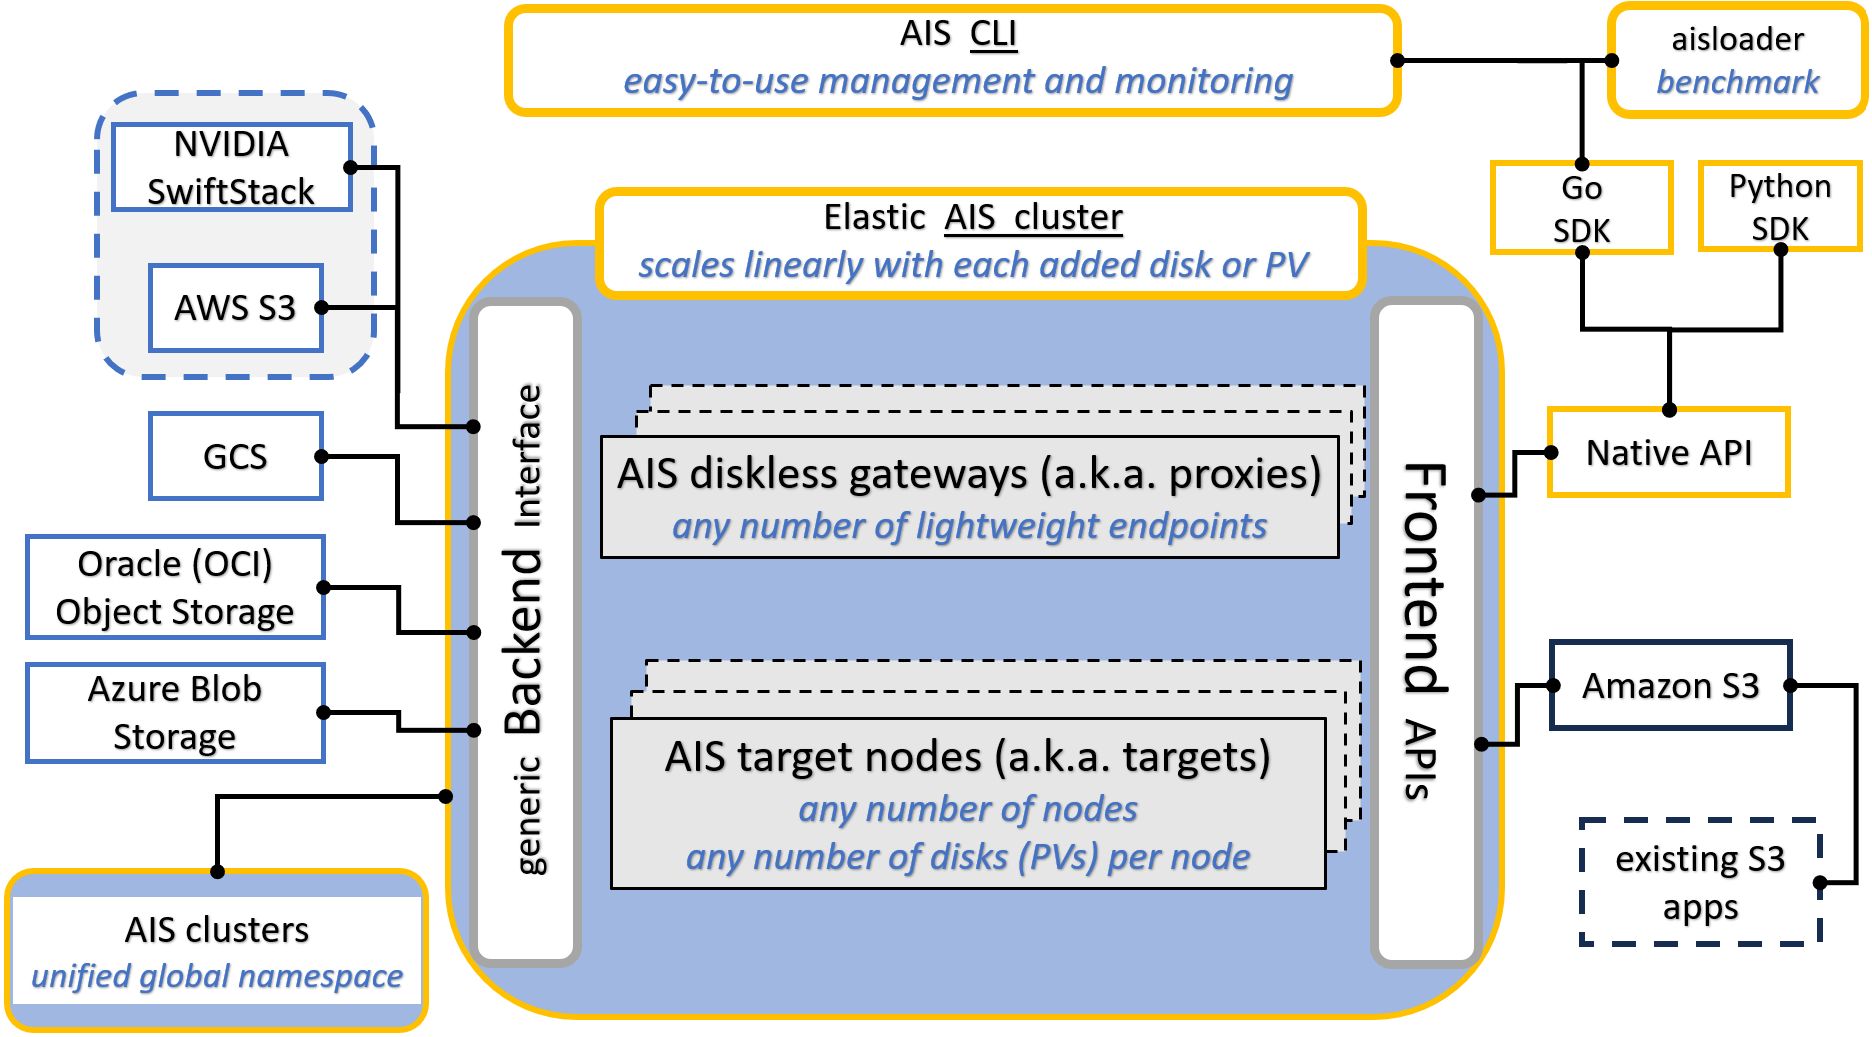 AIS CLI
easy-to-use management and monitoring
aisloader
benchmark
NVIDIA
SwiftStack
AWS S3
GCS
Oracle (OCI)
Object Storage
Azure Blob
Storage
AIS clusters
unified global namespace
Elastic AIS cluster
scales linearly with each added disk or PV
generic Backend Interface
AIS diskless gateways (a.k.a. proxies)
any number of lightweight endpoints
AIS target nodes (a.k.a. targets)
any number of nodes
any number of disks (PVs) per node
Frontend APIs
Go
SDK
Python
SDK
Native API
Amazon S3
existing S3
apps